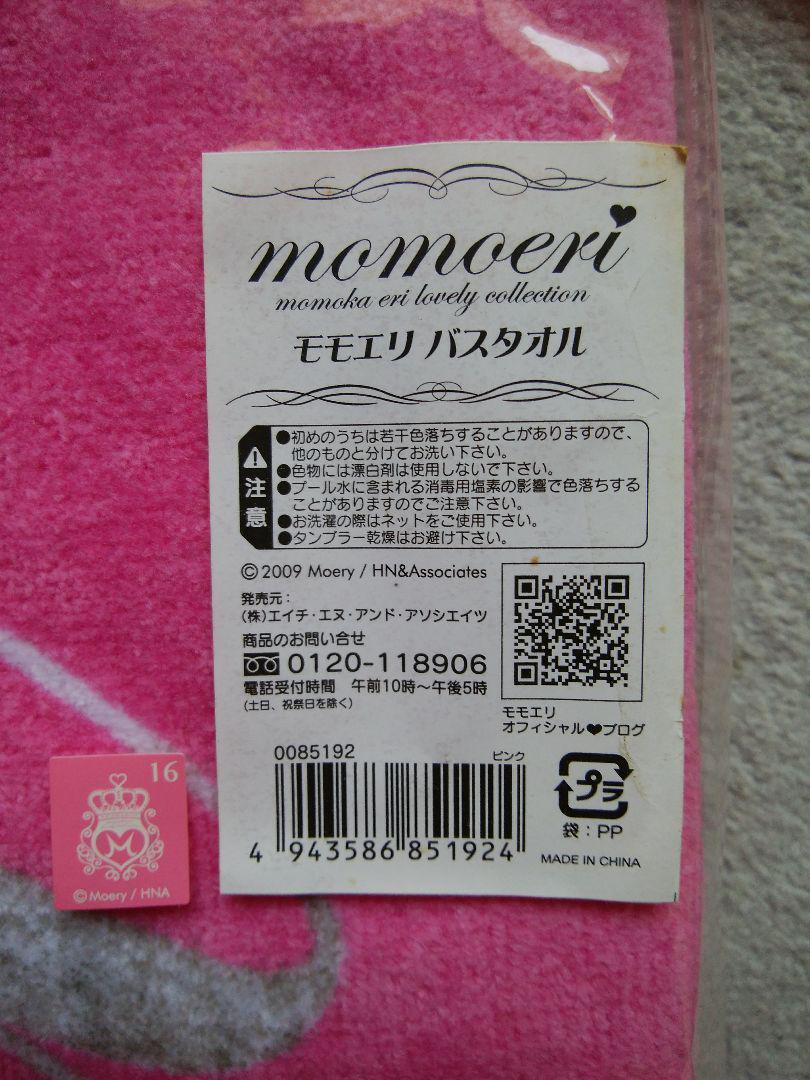 momoeri
momoka eri lovely collection
モモエリ バスタオル
注意
●初めのうちは若干色落ちすることがありますので、
他のものと分けてお洗い下さい。
●色物には漂白剤は使用しないで下さい。
●プール水に含まれる消毒用塩素の影響で色落ちする
ことがありますのでご注意下さい。
●お洗濯の際はネットをご使用下さい。
●タンブラー乾燥はお避け下さい。
© 2009 Moery / HN&Associates
発売元：
(株)エイチ・エヌ・アンド・アソシエイツ
商品のお問い合せ
0120-118906
電話受付時間 午前10時～午後5時
(土日、祝祭日を除く)
モモエリ
オフィシャル♥ブログ
0085192 ピンク
4 943586 851924
プラ
袋：PP
MADE IN CHINA
16
M
© Moery / HNA